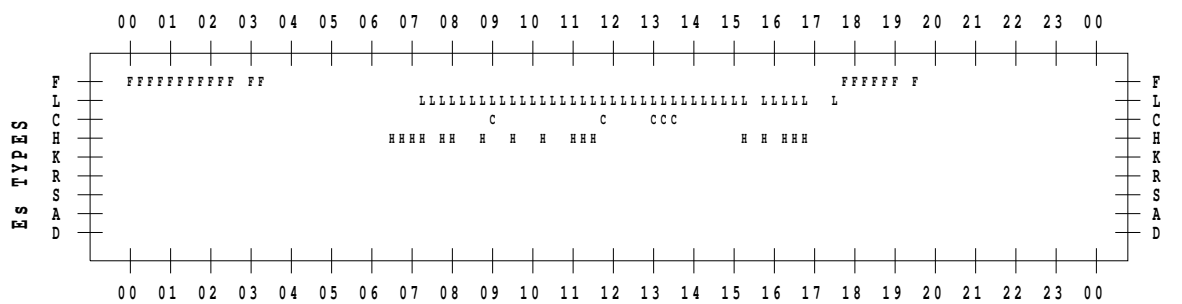 00 01 02 03 04 05 06 07 08 09 10 11 12 13 14 15 16 17 18 19 20 21 22 23 00
F FFFFFFFFFFF FF FFFFFF F F
L LLLLLLLLLLLLLLLLLLLLLLLLLLLLLLLLL LLLLL L L
C C C CCC C
H HHHH HH H H H HHH H H HHH H
K K
R R
S S
A A
D D
Es TYPES
00 01 02 03 04 05 06 07 08 09 10 11 12 13 14 15 16 17 18 19 20 21 22 23 00